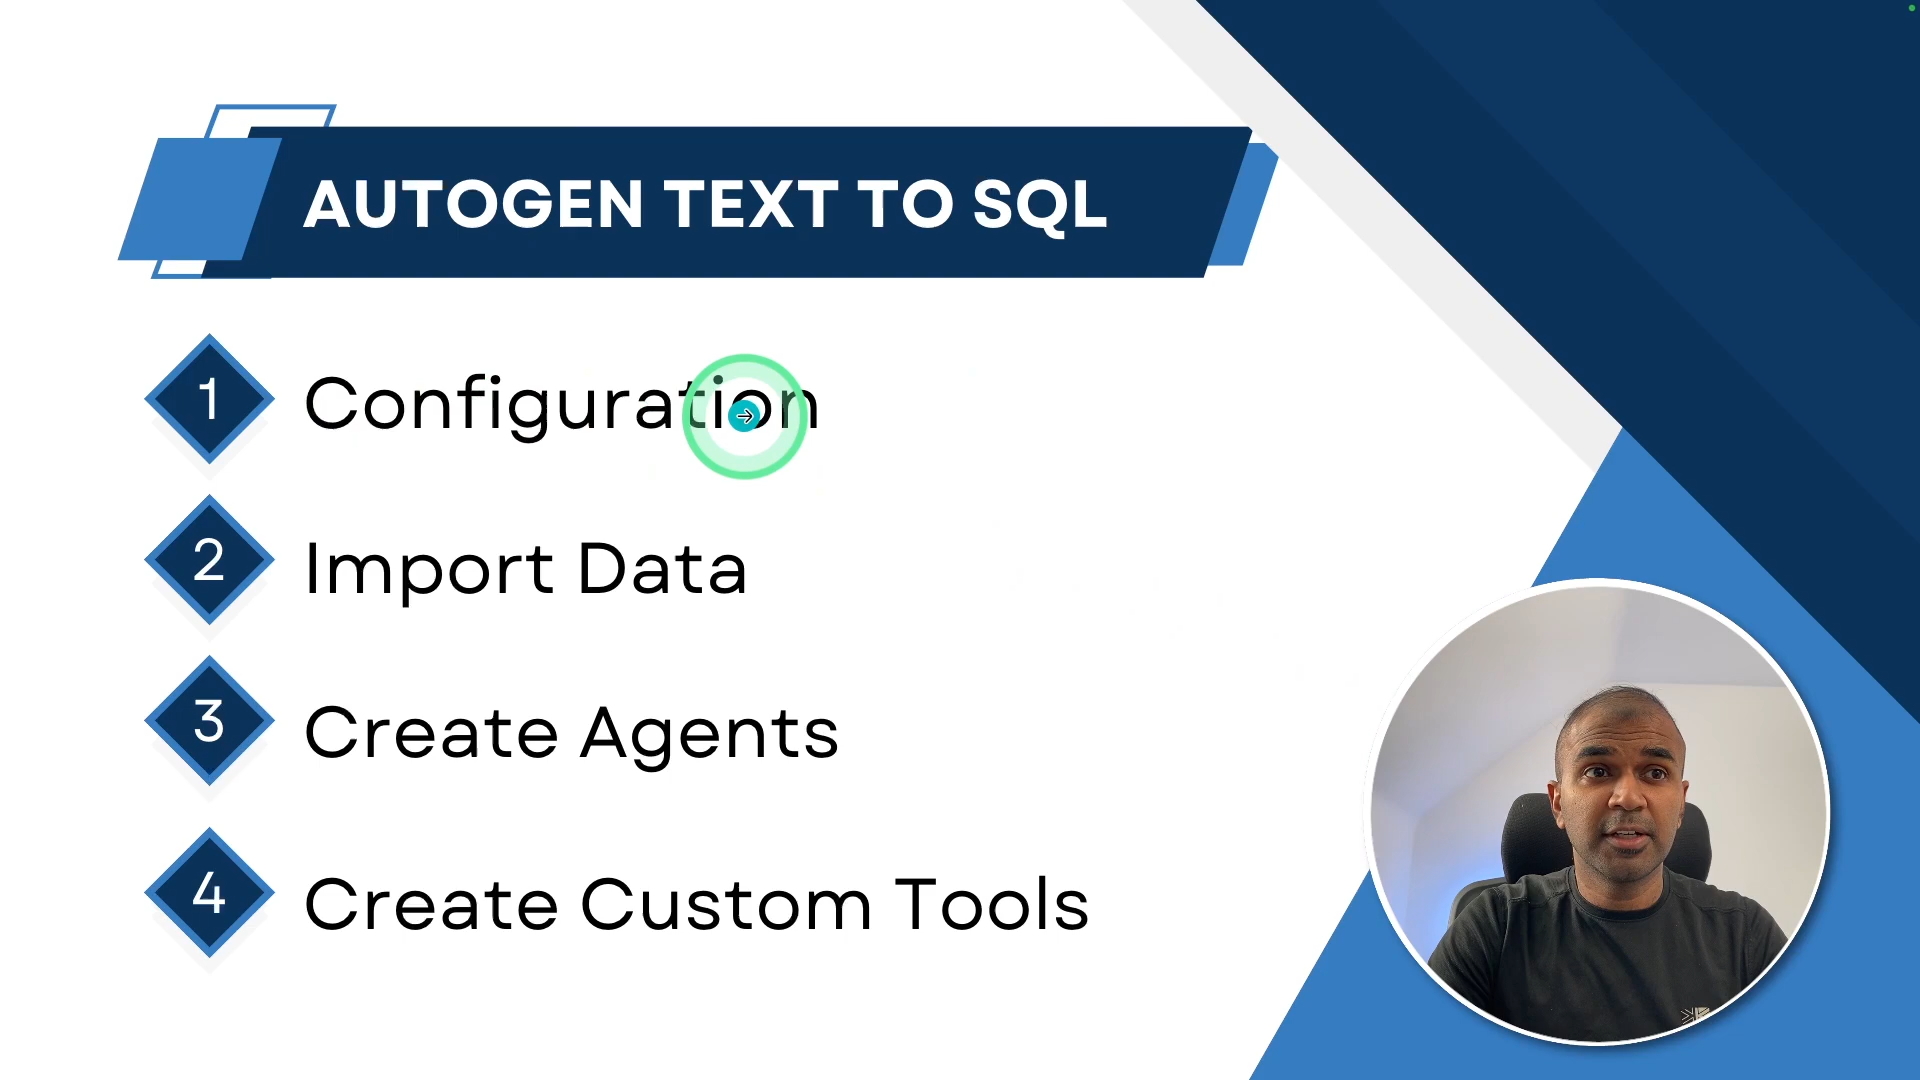 AUTOGEN TEXT TO SQL
1 Configuration
2 Import Data
3 Create Agents
4 Create Custom Tools